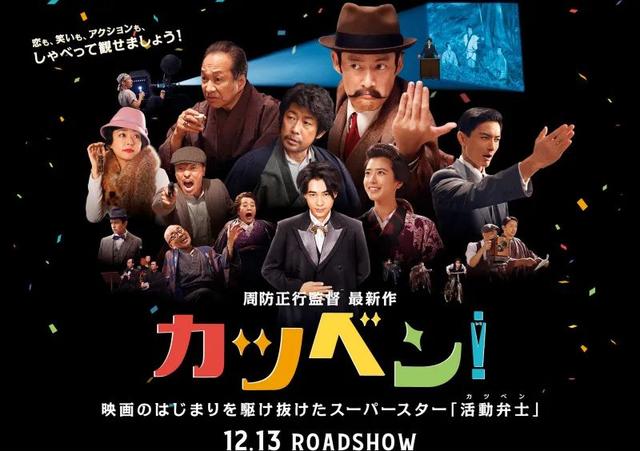 恋も、笑いも、アクションも、
しゃべって観せましょう!
周防正行監督 最新作
カツベン!
カツベン
映画のはじまりを駆け抜けたスーパースター「活動弁士」
12.13 ROADSHOW